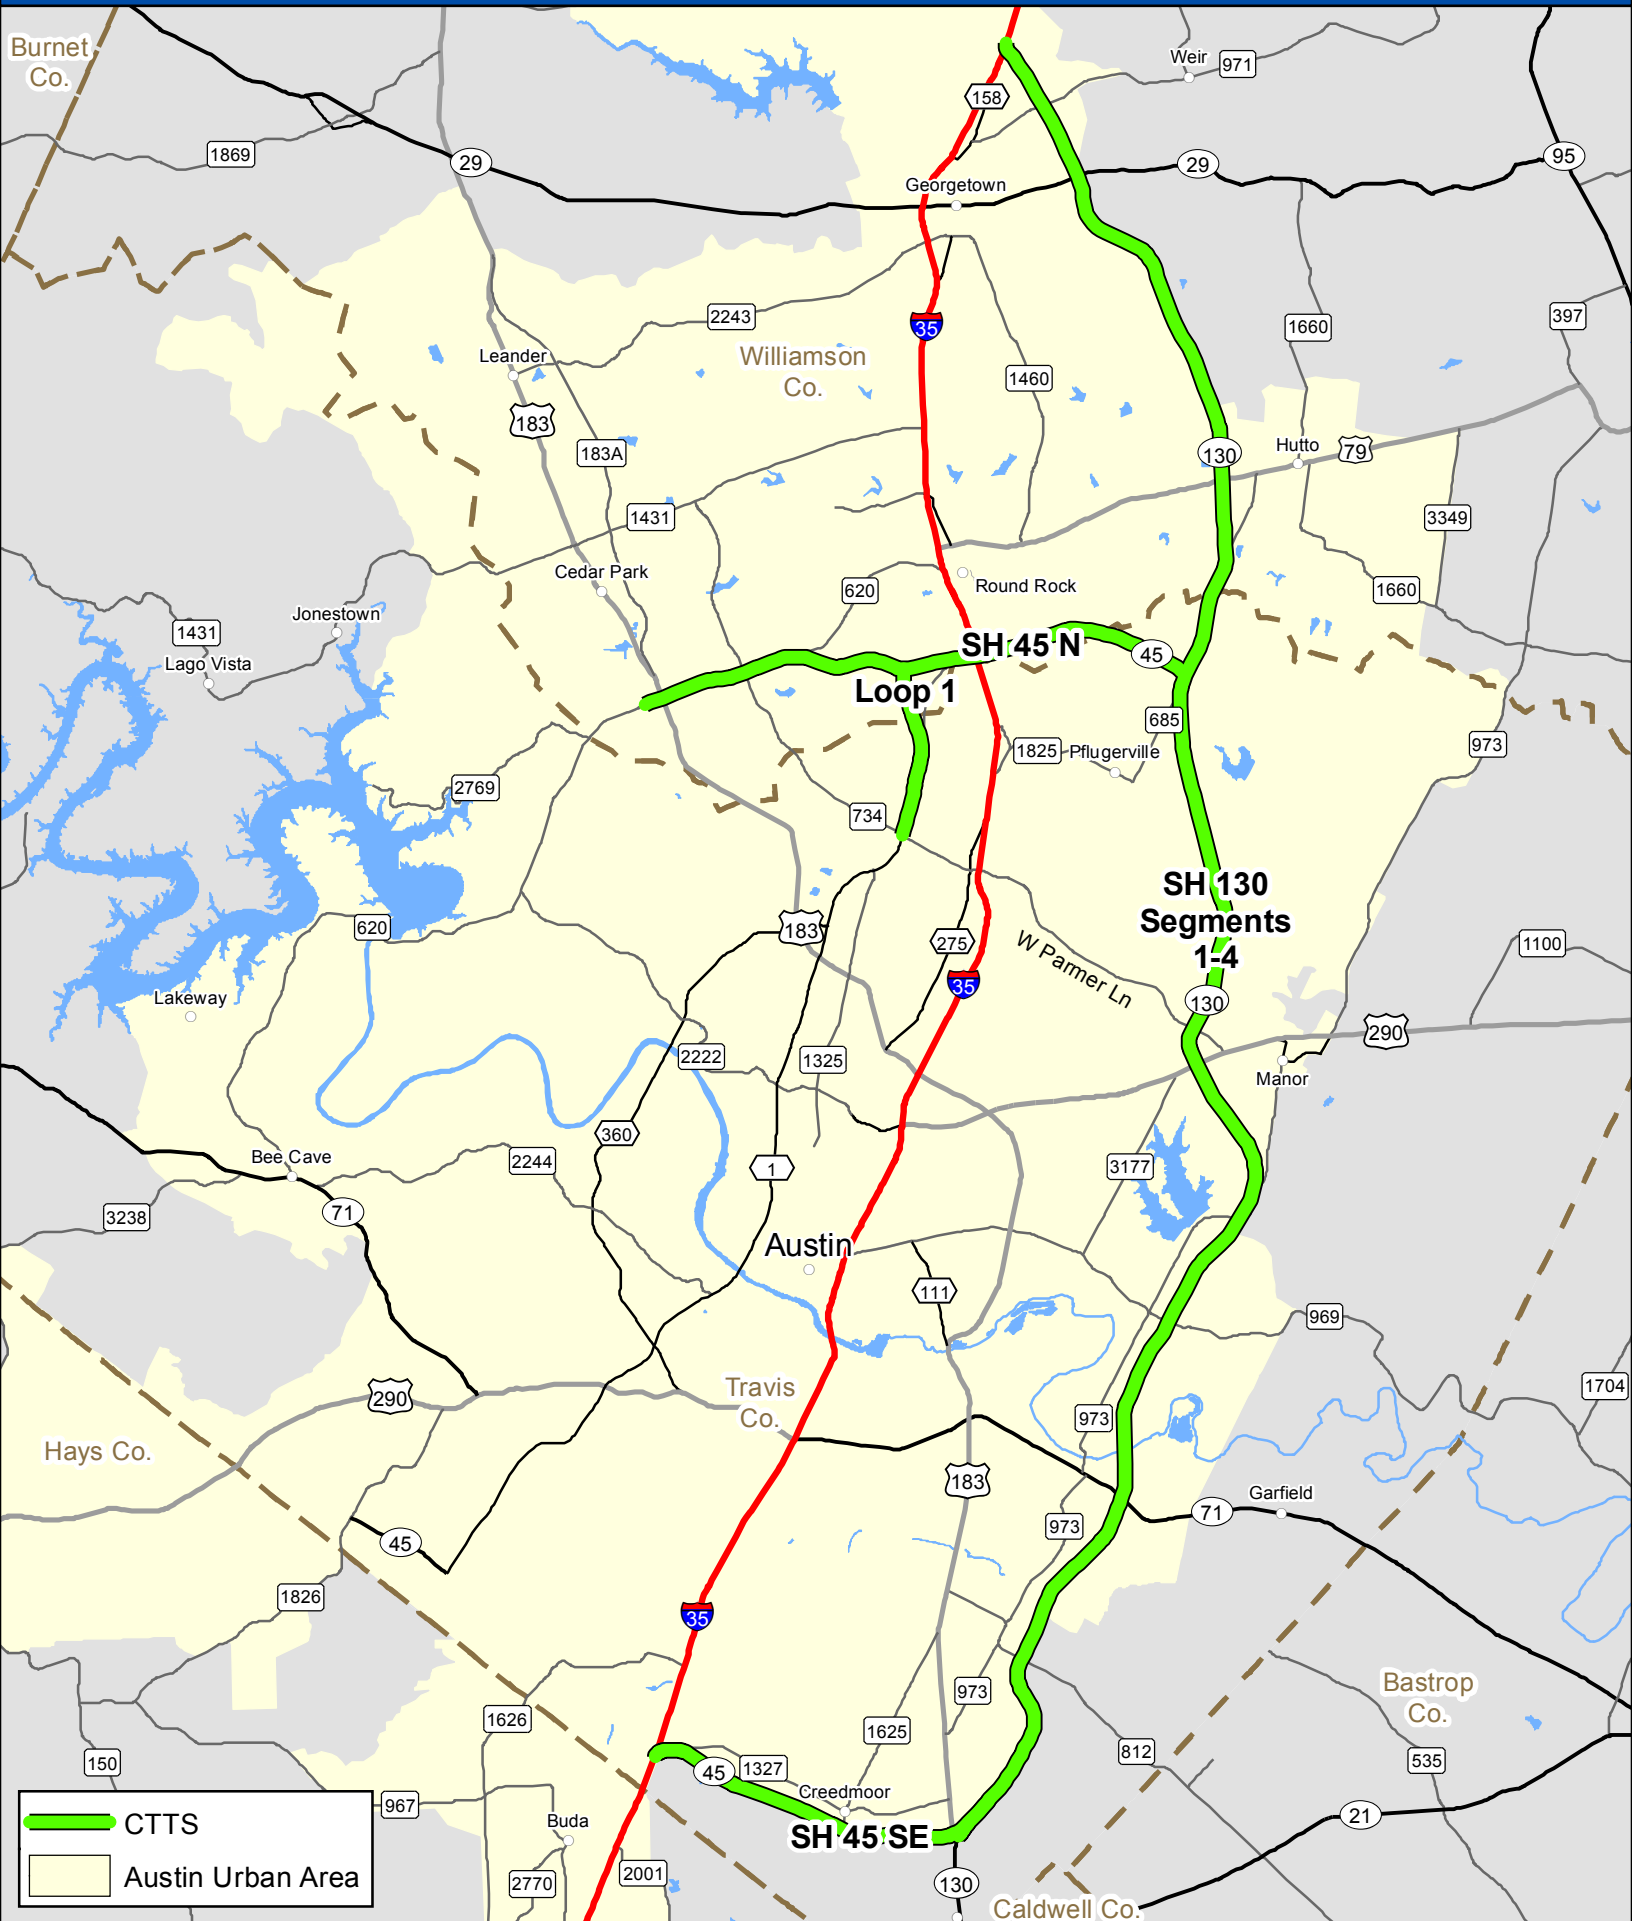 Burnet
Co.
Weir
971
158
1869
29
29
95
Georgetown
2243
35
1660
397
Leander
Williamson
Co.
1460
183
183A
130
Hutto
79
1431
3349
Cedar Park
620
Round Rock
1660
Jonestown
1431
Lago Vista
SH 45 N
45
Loop 1
685
1825
Pflugerville
973
2769
734
SH 130
Segments
1-4
620
183
275
W Parmer Ln
1100
35
Lakeway
130
290
2222
1325
Manor
360
Bee Cave
2244
1
3177
71
3238
Austin
111
969
Travis
Co.
290
1704
973
Hays Co.
183
Garfield
71
973
45
1826
35
973
Bastrop
Co.
1626
1625
812
150
535
45
1327
Creedmoor
967
Buda
21
SH 45 SE
CTTS
Austin Urban Area
2770
2001
130
Caldwell Co.